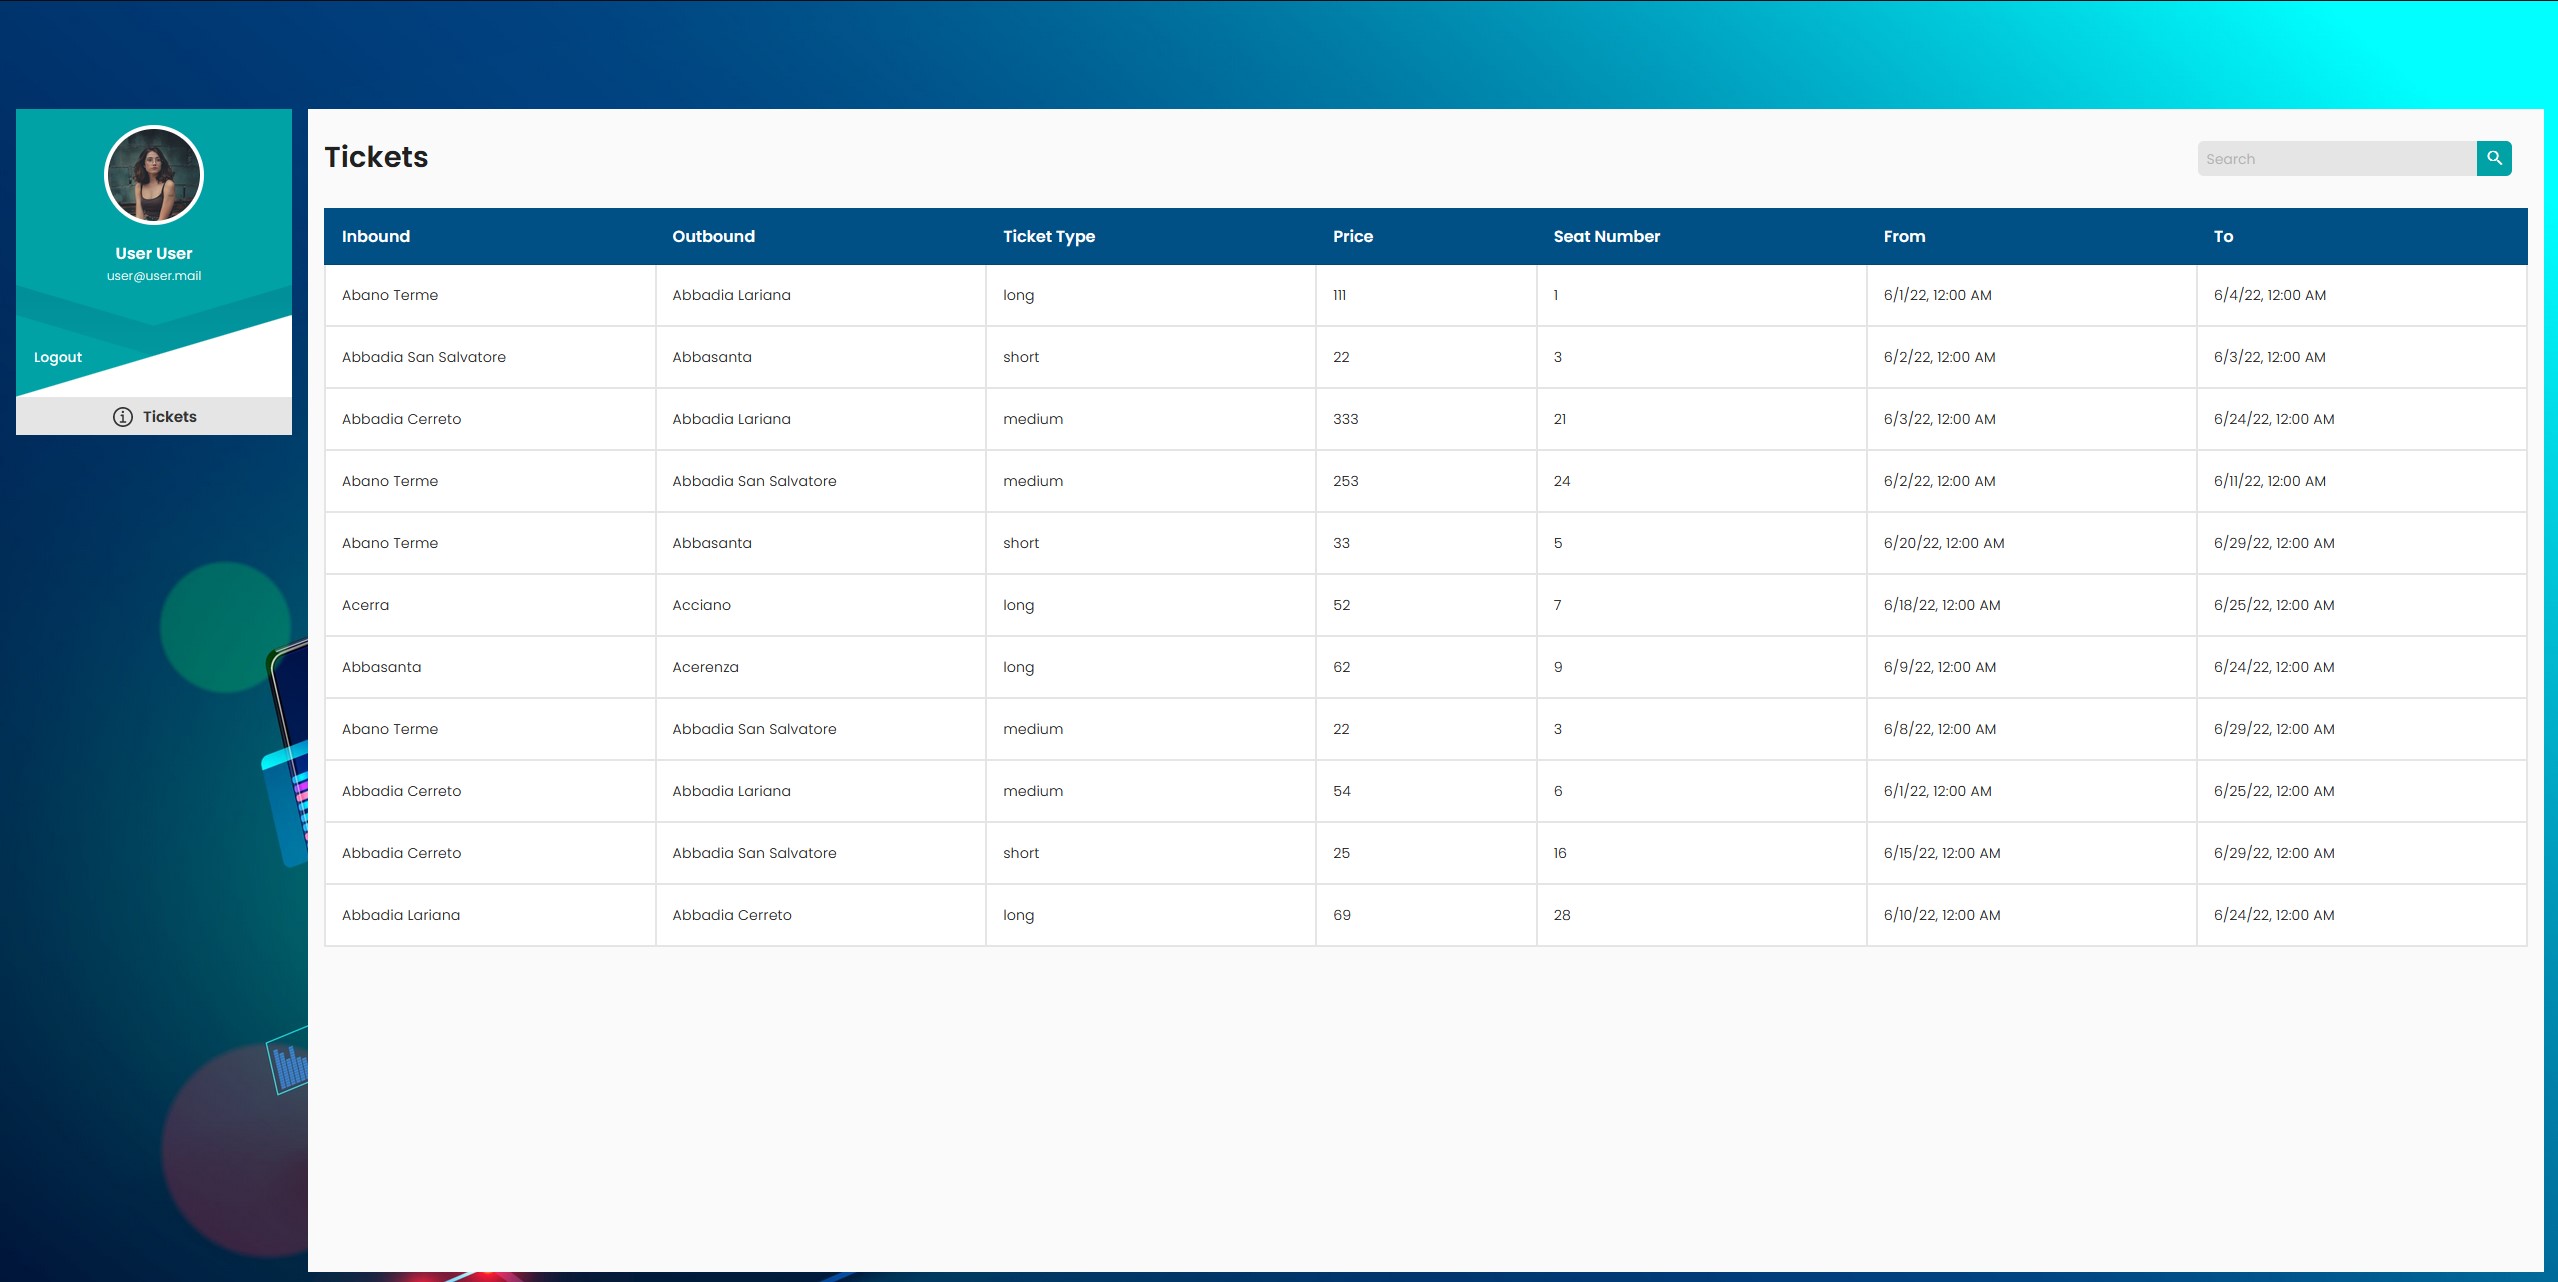 User User
user@user.mail
Logout
Tickets
Tickets
Search
Inbound Outbound Ticket Type Price Seat Number From To
Abano Terme Abbadia Lariana long 111 1 6/1/22, 12:00 AM 6/4/22, 12:00 AM
Abbadia San Salvatore Abbasanta short 22 3 6/2/22, 12:00 AM 6/3/22, 12:00 AM
Abbadia Cerreto Abbadia Lariana medium 333 21 6/3/22, 12:00 AM 6/24/22, 12:00 AM
Abano Terme Abbadia San Salvatore medium 253 24 6/2/22, 12:00 AM 6/11/22, 12:00 AM
Abano Terme Abbasanta short 33 5 6/20/22, 12:00 AM 6/29/22, 12:00 AM
Acerra Acciano long 52 7 6/18/22, 12:00 AM 6/25/22, 12:00 AM
Abbasanta Acerenza long 62 9 6/9/22, 12:00 AM 6/24/22, 12:00 AM
Abano Terme Abbadia San Salvatore medium 22 3 6/8/22, 12:00 AM 6/29/22, 12:00 AM
Abbadia Cerreto Abbadia Lariana medium 54 6 6/1/22, 12:00 AM 6/25/22, 12:00 AM
Abbadia Cerreto Abbadia San Salvatore short 25 16 6/15/22, 12:00 AM 6/29/22, 12:00 AM
Abbadia Lariana Abbadia Cerreto long 69 28 6/10/22, 12:00 AM 6/24/22, 12:00 AM